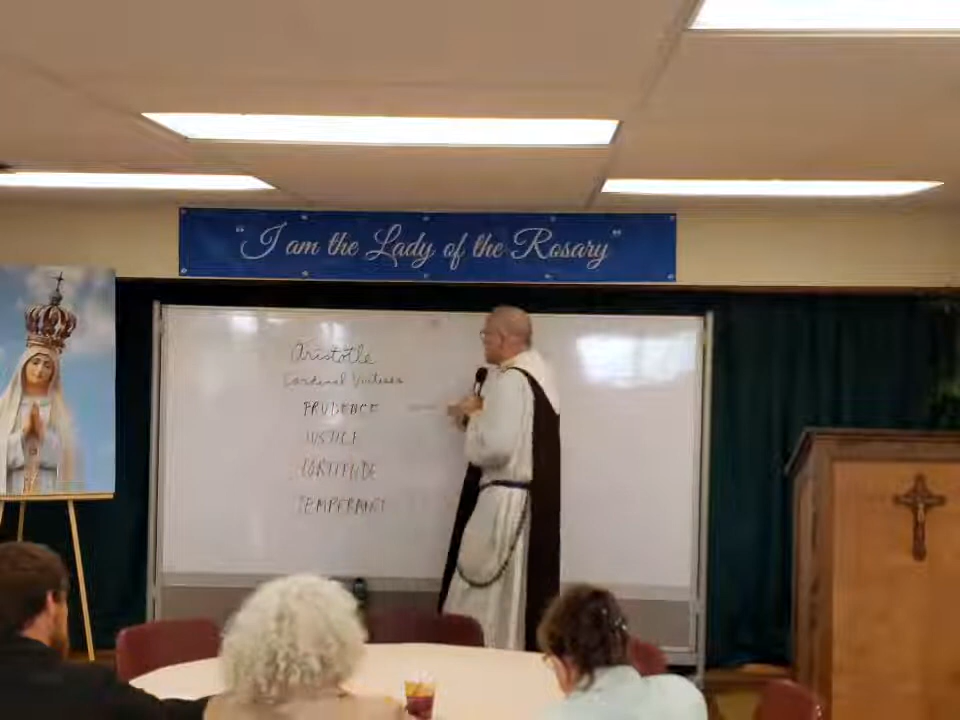 "I am the Lady of the Rosary"
Aristotle
Cardinal Virtues
PRUDENCE
JUSTICE
FORTITUDE
TEMPERANCE